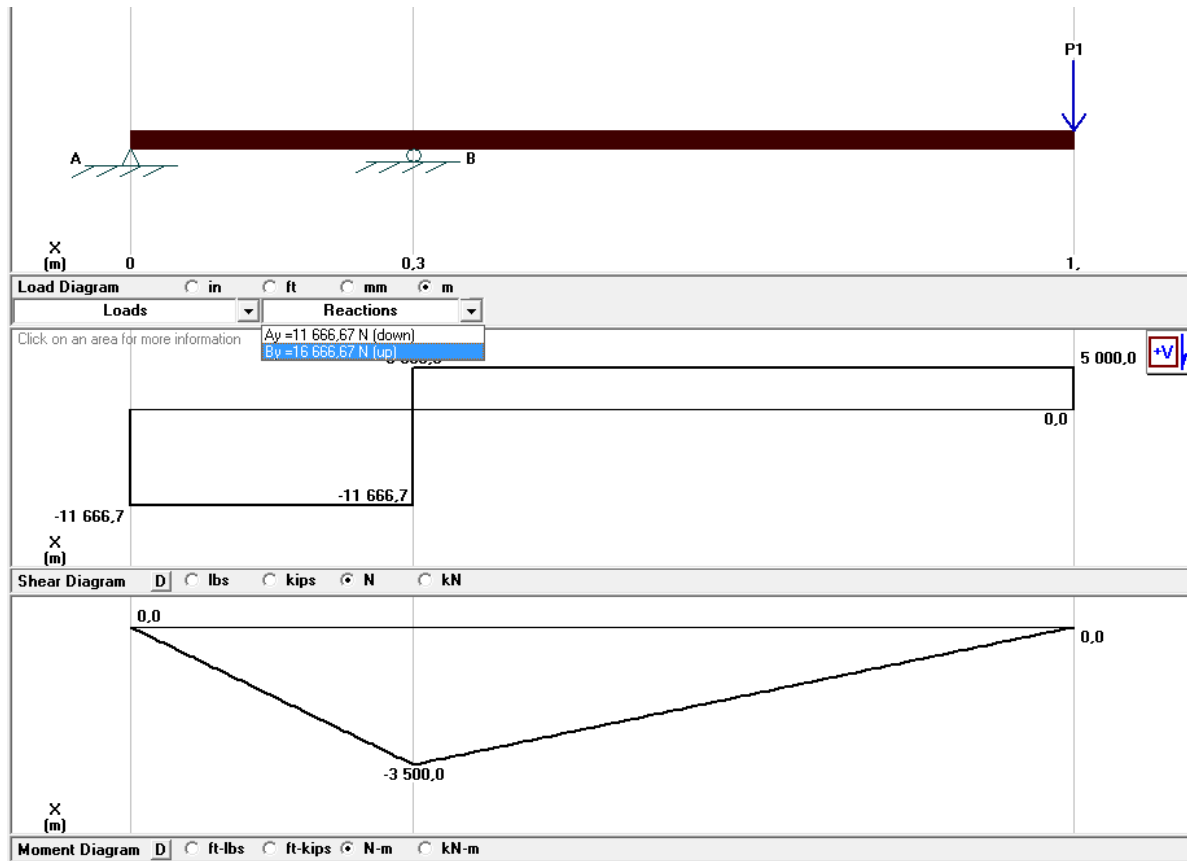 P1
A
B
X
(m) 0 0,3 1,
Load Diagram in ft mm m
Loads Reactions
Click on an area for more information
Ay =11 666,67 N (down)
By =16 666,67 N (up)
5 000,0
+V
0,0
-11 666,7
-11 666,7
X
(m)
Shear Diagram D lbs kips N kN
0,0
0,0
-3 500,0
X
(m)
Moment Diagram D ft-lbs ft-kips N-m kN-m